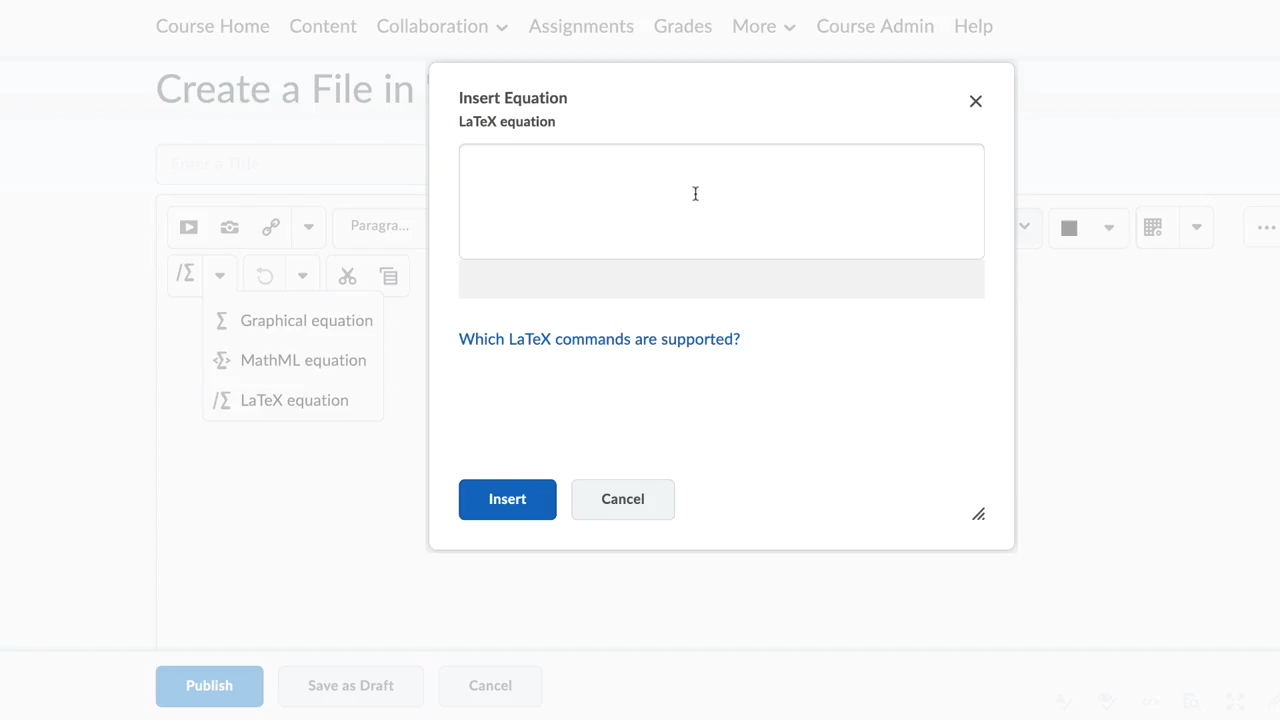 Course Home Content Collaboration Assignments Grades More Course Admin Help
Create a File in
Insert Equation
LaTeX equation
Enter a Title
Paragra...
Graphical equation
MathML equation
LaTeX equation
Which LaTeX commands are supported?
Insert Cancel
Publish Save as Draft Cancel